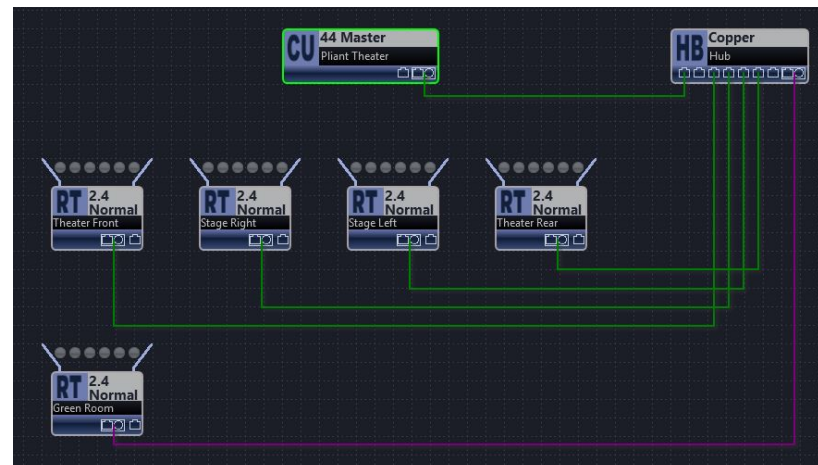 CU 44 Master
Pliant Theater
HB Copper
Hub
RT 2.4
Normal
Theater Front
RT 2.4
Normal
Stage Right
RT 2.4
Normal
Stage Left
RT 2.4
Normal
Theater Rear
RT 2.4
Normal
Green Room